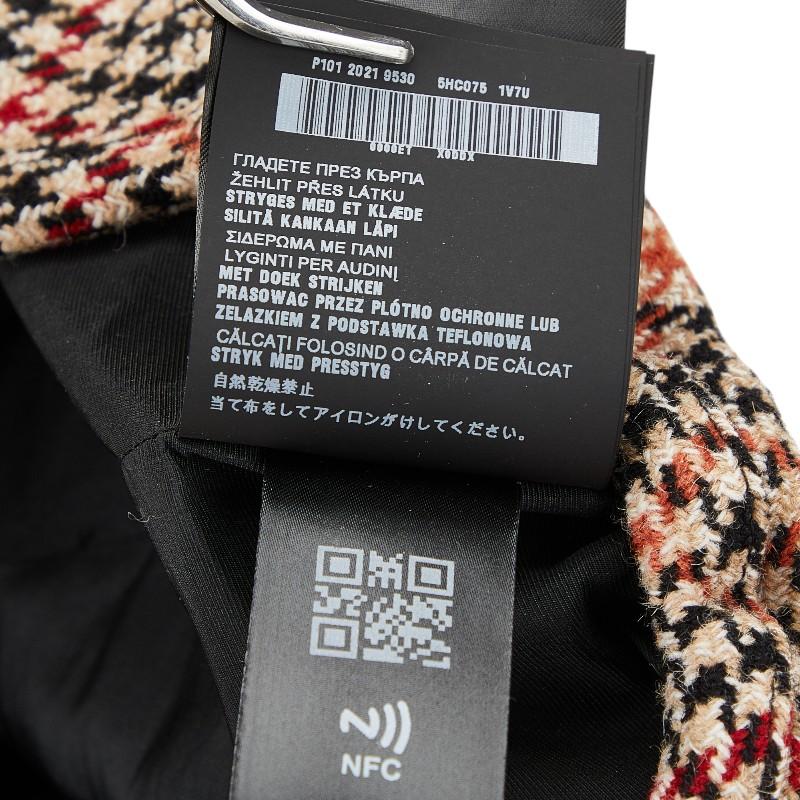 P101 2021 9530 5HC075 1V7U
ГЛАДЕТЕ ПРЕЗ КЪРПА
ŽEHLIT PŘES LÁTKU
STRYGES MED ET KLÆDE
SILITÄ KANKAAN LÄPI
ΣΙΔΕΡΩΜΑ ΜΕ ΠΑΝΙ
LYGINTI PER AUDINĮ
MET DOEK STRIJKEN
PRASOWAC PRZEZ PLÓTNO OCHRONNE LUB
ZELAZKIEM Z PODSTAWKA TEFLONOWA
CĂLCAȚI FOLOSIND O CÂRPĂ DE CĂLCAT
STRYK MED PRESSTYG
自然乾燥禁止
当て布をしてアイロンがけしてください。
NFC